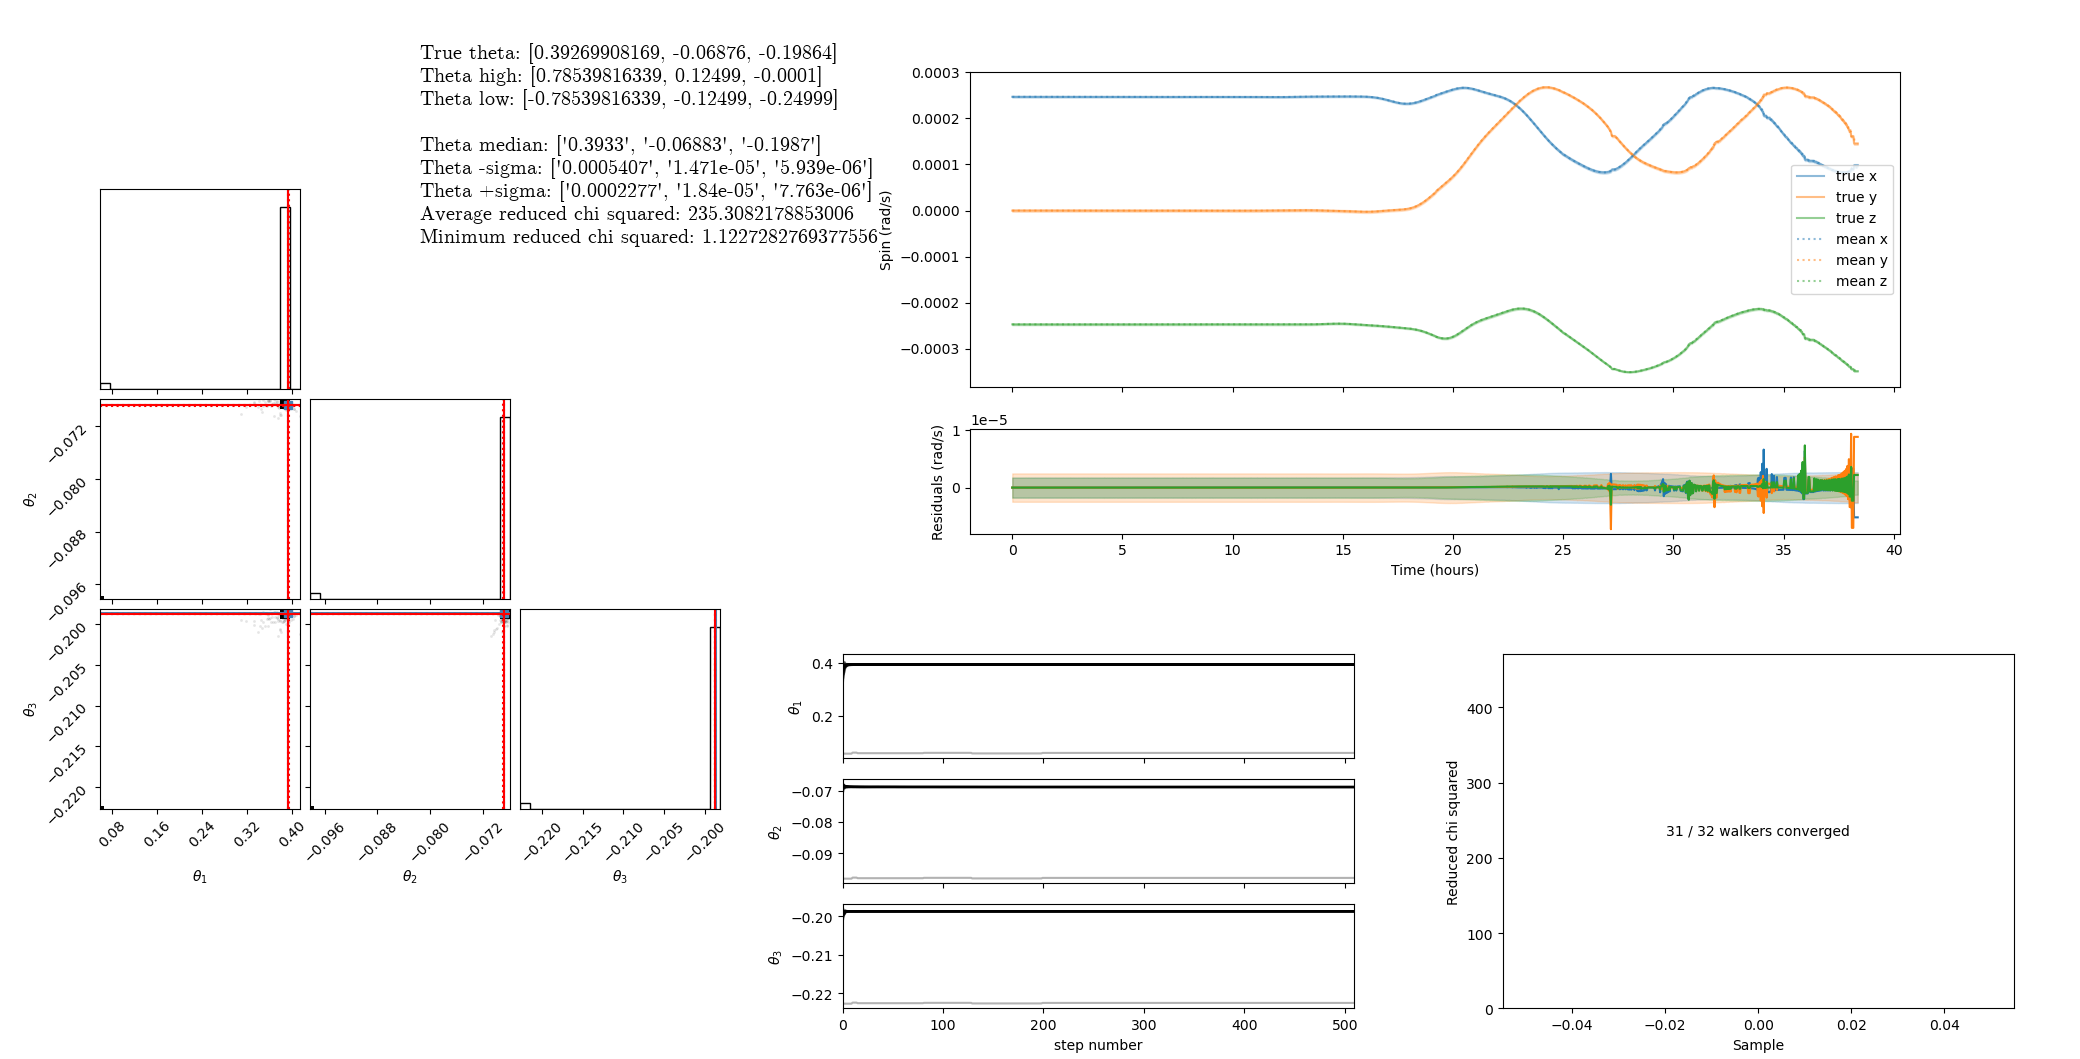 True theta: [0.39269908169, -0.06876, -0.19864]
Theta high: [0.78539816339, 0.12499, -0.0001]
Theta low: [-0.78539816339, -0.12499, -0.24999]
Theta median: ['0.3933', '-0.06883', '-0.1987']
Theta -sigma: ['0.0005407', '1.471e-05', '5.939e-06']
Theta +sigma: ['0.0002277', '1.84e-05', '7.763e-06']
Average reduced chi squared: 235.3082178853006
Minimum reduced chi squared: 1.1227282769377556
−0.072
−0.080
−0.088
−0.096
θ2
−0.200
−0.205
−0.210
−0.215
−0.220
θ3
0.08 0.16 0.24 0.32 0.40
θ1
−0.096 −0.088 −0.080 −0.072
θ2
−0.220 −0.215 −0.210 −0.205 −0.200
θ3
0.0003
0.0002
0.0001
0.0000
−0.0001
−0.0002
−0.0003
Spin (rad/s)
true x
true y
true z
mean x
mean y
mean z
1e−5
1
0
Residuals (rad/s)
0 5 10 15 20 25 30 35 40
Time (hours)
0.4
0.2
θ1
−0.07
−0.08
−0.09
θ2
−0.20
−0.21
−0.22
θ3
0 100 200 300 400 500
step number
400
300
200
100
0
Reduced chi squared
31 / 32 walkers converged
−0.04 −0.02 0.00 0.02 0.04
Sample